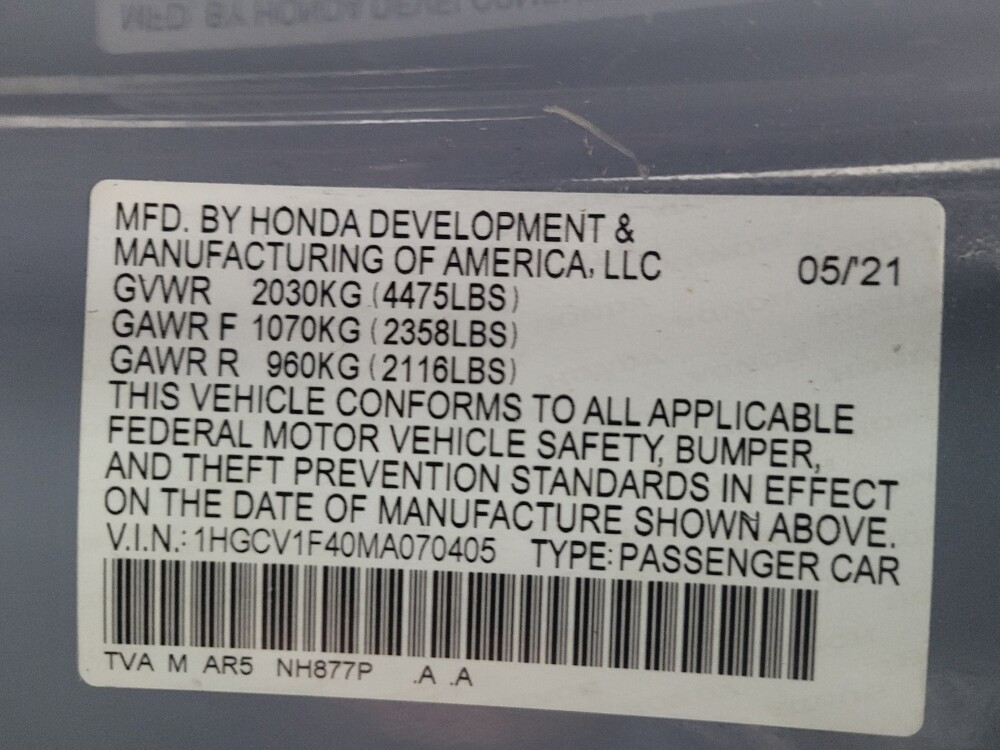 MFD. BY HONDA DEVELOPMENT &
MANUFACTURING OF AMERICA, LLC 05/'21
GVWR 2030KG (4475LBS)
GAWR F 1070KG (2358LBS)
GAWR R 960KG (2116LBS)
THIS VEHICLE CONFORMS TO ALL APPLICABLE
FEDERAL MOTOR VEHICLE SAFETY, BUMPER,
AND THEFT PREVENTION STANDARDS IN EFFECT
ON THE DATE OF MANUFACTURE SHOWN ABOVE.
V.I.N.: 1HGCV1F40MA070405 TYPE: PASSENGER CAR
TVA M AR5 NH877P .A .A